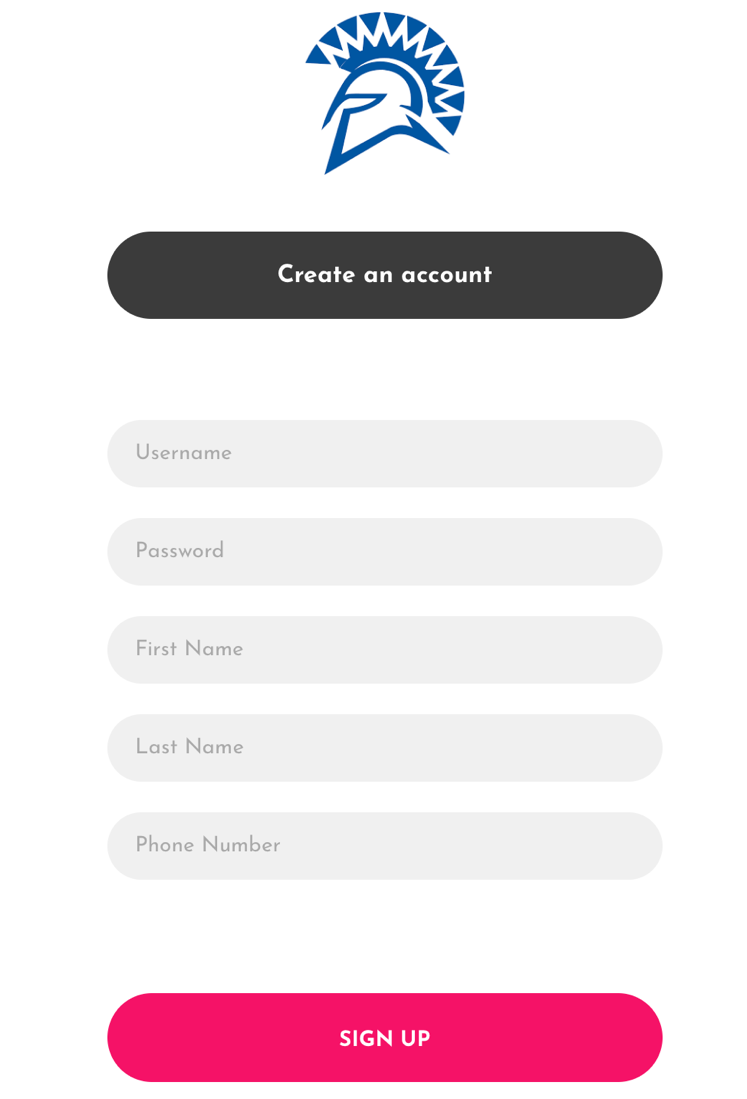 Create an account
Username
Password
First Name
Last Name
Phone Number
SIGN UP